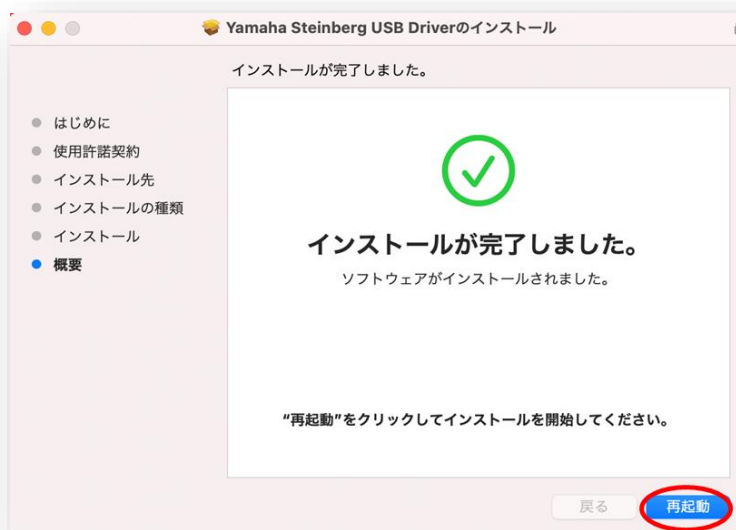 Yamaha Steinberg USB Driverのインストール
インストールが完了しました。
はじめに
使用許諾契約
インストール先
インストールの種類
インストール
概要
インストールが完了しました。
ソフトウェアがインストールされました。
“再起動”をクリックしてインストールを開始してください。
戻る
再起動